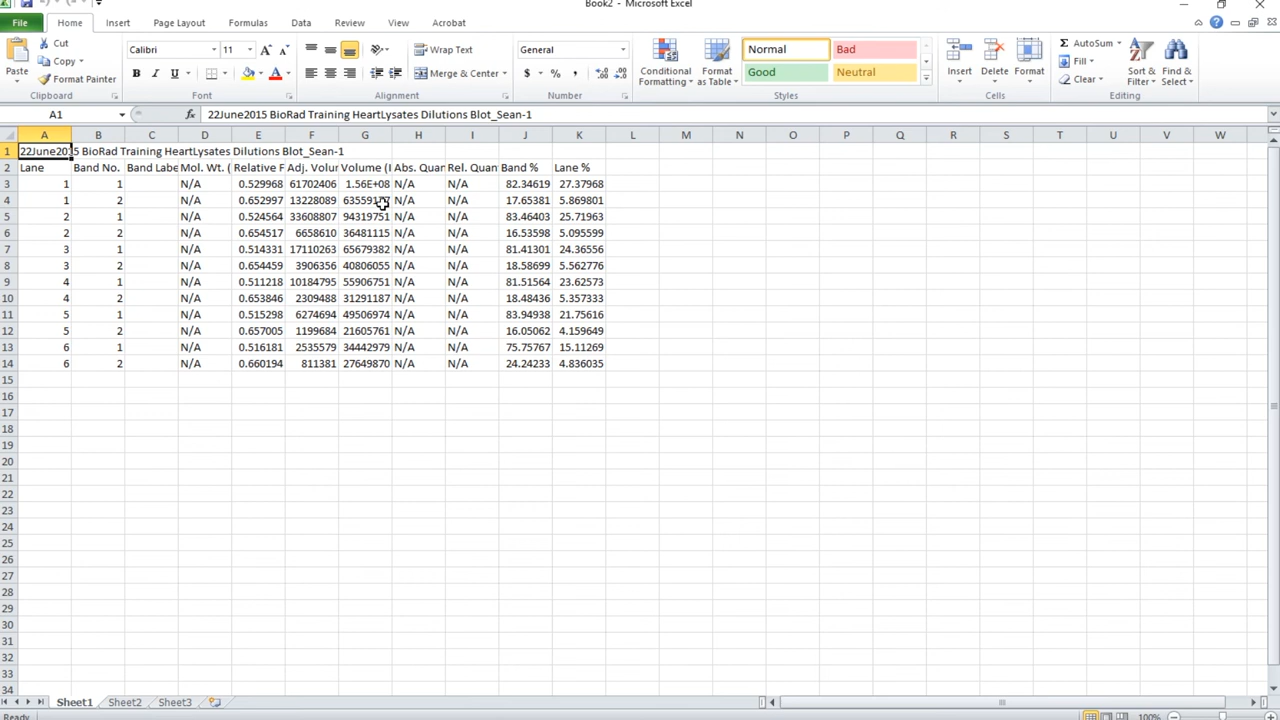 Book2 - Microsoft Excel
File Home Insert Page Layout Formulas Data Review View Acrobat
Paste Cut Copy Format Painter Clipboard
Calibri 11 B I U Font
Wrap Text Merge & Center Alignment
General $ % , Number
Conditional Formatting Format as Table Normal Bad Good Neutral Styles
Insert Delete Format Cells
Σ AutoSum Fill Clear Sort & Filter Find & Select Editing
A1 fx 22June2015 BioRad Training HeartLysates Dilutions Blot_Sean-1
A B C D E F G H I J K L M N O P Q R S T U V W
1 22June2015 BioRad Training HeartLysates Dilutions Blot_Sean-1
2 Lane Band No. Band Labe Mol. Wt. ( Relative F Adj. Volur Volume (I Abs. Quan Rel. Quan Band % Lane %
3 1 1 N/A 0.529968 61702406 1.56E+08 N/A N/A 82.34619 27.37968
4 1 2 N/A 0.652997 13228089 N/A N/A 17.65381 5.869801
5 2 1 N/A 0.524564 33608807 94319751 N/A N/A 83.46403 25.71963
6 2 2 N/A 0.654517 6658610 36481115 N/A N/A 16.53598 5.095599
7 3 1 N/A 0.514331 17110263 65679382 N/A N/A 81.41301 24.36556
8 3 2 N/A 0.654459 3906356 40806055 N/A N/A 18.58699 5.562776
9 4 1 N/A 0.511218 10184795 55906751 N/A N/A 81.51564 23.62573
10 4 2 N/A 0.653846 2309488 31291187 N/A N/A 18.48436 5.357333
11 5 1 N/A 0.515298 6274694 49506974 N/A N/A 83.94938 21.75616
12 5 2 N/A 0.657005 1199684 21605761 N/A N/A 16.05062 4.159649
13 6 1 N/A 0.516181 2535579 34442979 N/A N/A 75.75767 15.11269
14 6 2 N/A 0.660194 811381 27649870 N/A N/A 24.24233 4.836035
15
16
17
18
19
20
21
22
23
24
25
26
27
28
29
30
31
32
33
34
Sheet1 Sheet2 Sheet3
Ready 100%